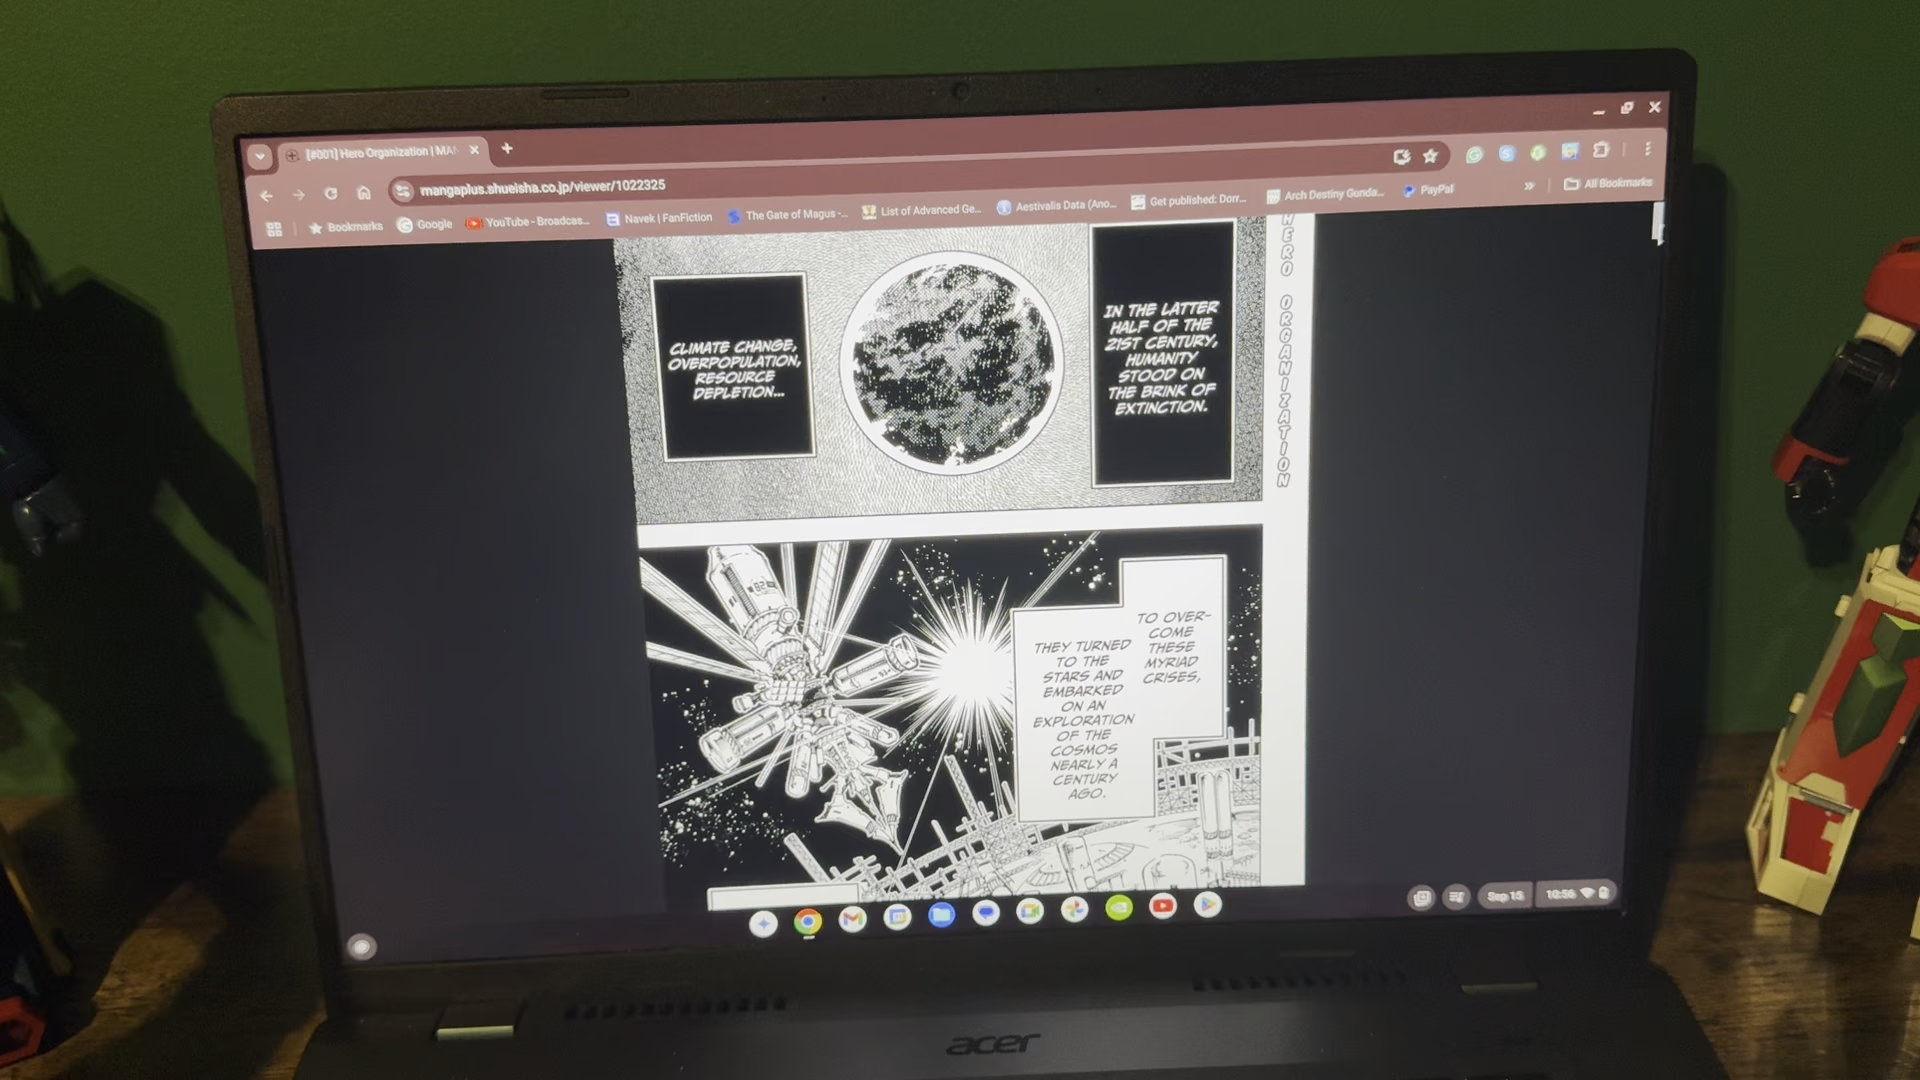 [#001] Hero Organization | MAN
mangaplus.shueisha.co.jp/viewer/1022325
Bookmarks
Google
YouTube - Broadcas...
Navek | FanFiction
The Gate of Magus -...
List of Advanced Ge...
Aestivalis Data (Ano...
Get published: Dorr...
Arch Destiny Gunda...
PayPal
All Bookmarks
HERO ORGANIZATION
IN THE LATTER
HALF OF THE
21ST CENTURY,
HUMANITY
STOOD ON
THE BRINK OF
EXTINCTION.
CLIMATE CHANGE,
OVERPOPULATION,
RESOURCE
DEPLETION...
TO OVER-
COME
THESE
MYRIAD
CRISES,
THEY TURNED
TO THE
STARS AND
EMBARKED
ON AN
EXPLORATION
OF THE
COSMOS
NEARLY A
CENTURY
AGO.
Sep 15
10:56
acer